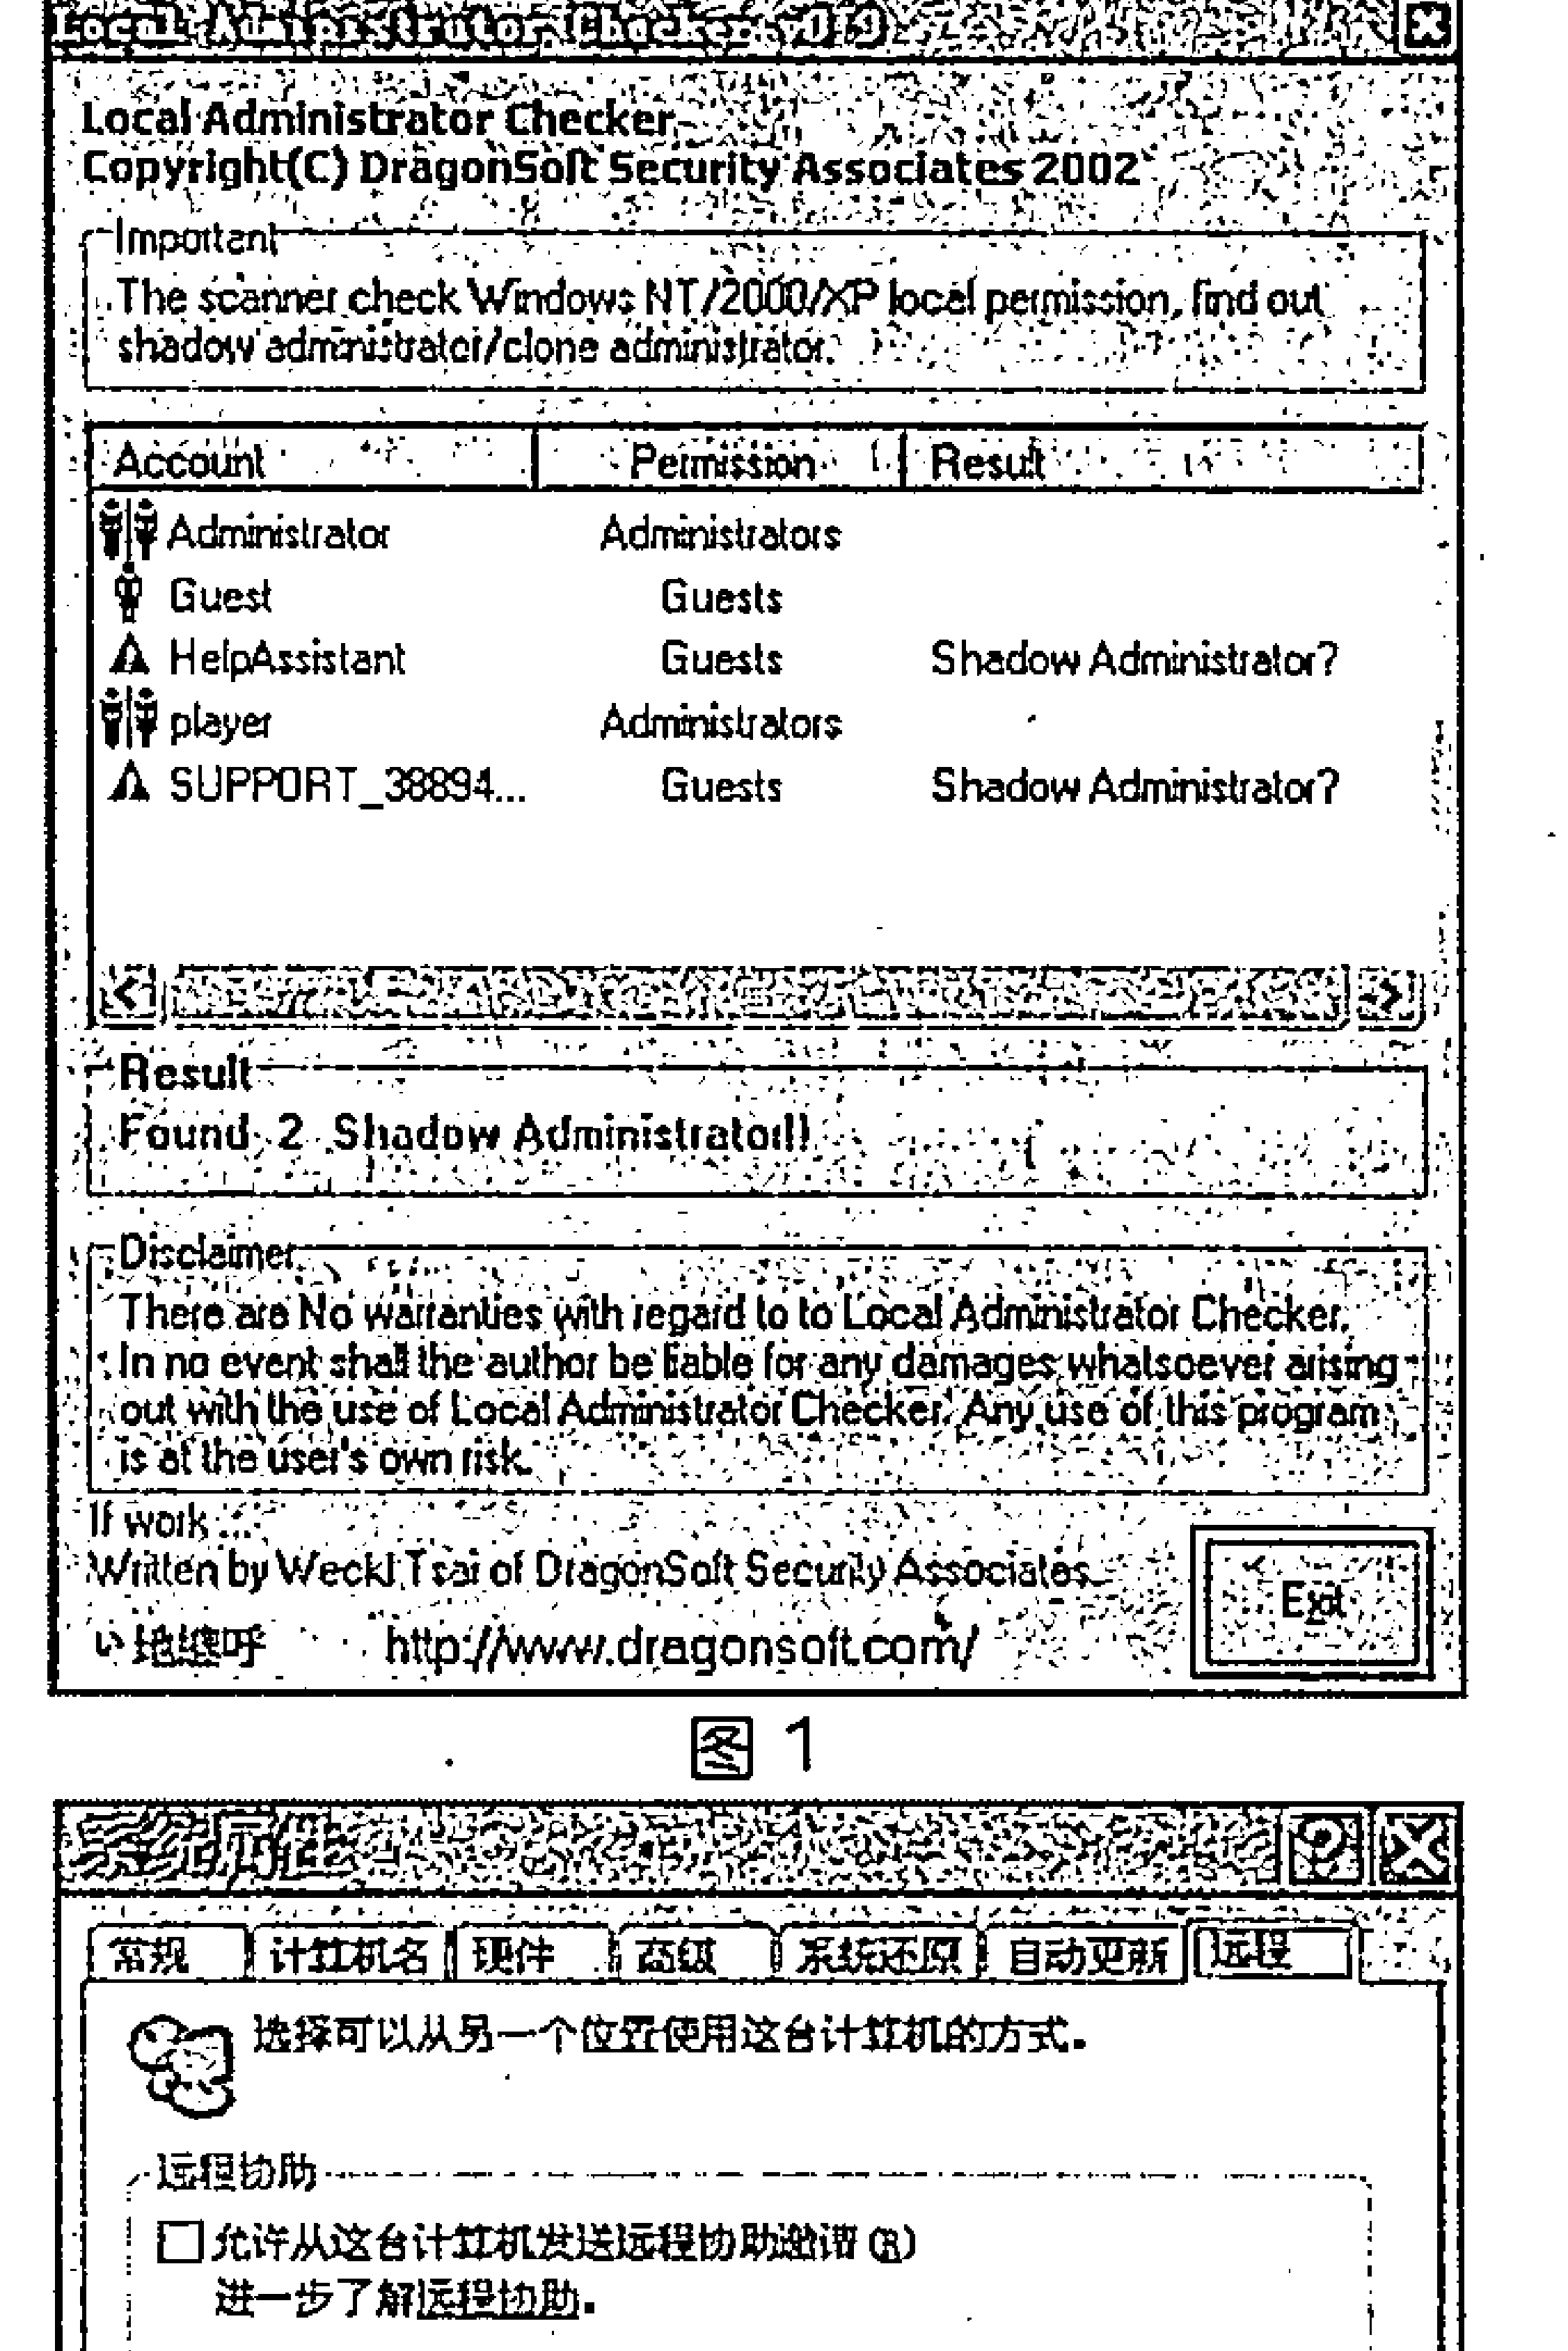 Local Administrator Checker v0.9
Local Administrator Checker
Copyright(C) DragonSoft Security Associates 2002
Important
The scanner check Windows NT/2000/XP local permission, find out
shadow administrator/clone administrator.
Account Permission Result
Administrator Administrators
Guest Guests
HelpAssistant Guests Shadow Administrator?
player Administrators
SUPPORT_38894... Guests Shadow Administrator?
Result
Found 2 Shadow Administrator!!
Disclaimer
There are No warranties with regard to to Local Administrator Checker.
In no event shall the author be liable for any damages whatsoever arising
out with the use of Local Administrator Checker. Any use of this program
is at the user's own risk.
If work ...
Written by Weckl Tsai of DragonSoft Security Associates
http://www.dragonsoft.com/
Exit
图 1
系统属性
常规 计算机名 硬件 高级 系统还原 自动更新 远程
选择可以从另一个位置使用这台计算机的方式。
远程协助
允许从这台计算机发送远程协助邀请(R)
进一步了解远程协助。